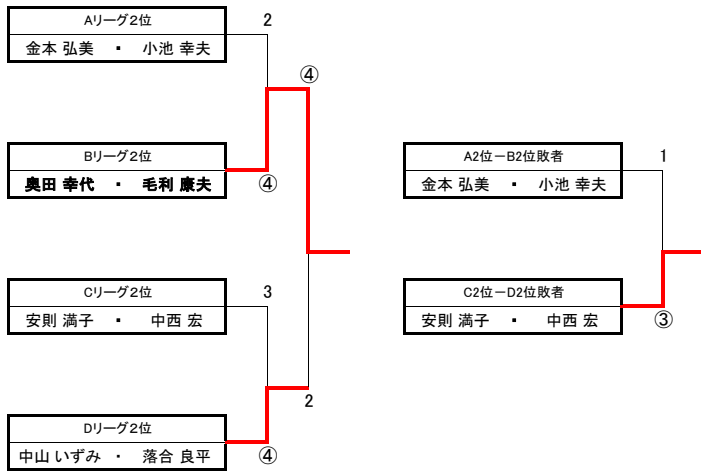 Aリーグ2位
金本 弘美 ・ 小池 幸夫
2
④
Bリーグ2位
奥田 幸代 ・ 毛利 康夫
④
Cリーグ2位
安則 満子 ・ 中西 宏
3
2
Dリーグ2位
中山 いずみ ・ 落合 良平
④
A2位－B2位敗者
金本 弘美 ・ 小池 幸夫
1
C2位－D2位敗者
安則 満子 ・ 中西 宏
③